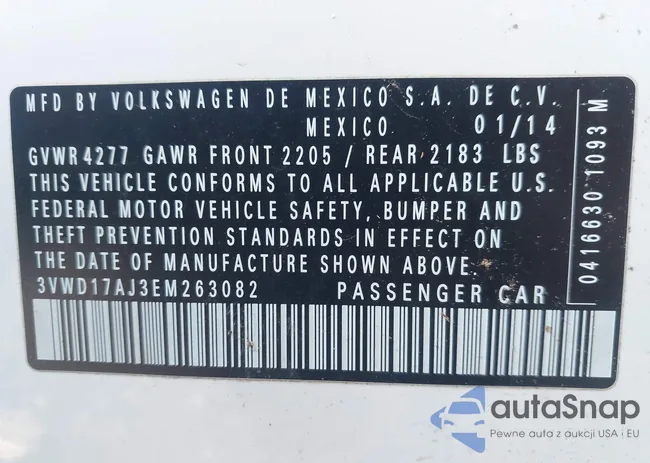 MFD BY VOLKSWAGEN DE MEXICO S.A. DE C.V.
MEXICO 01/14
GVWR 4277 GAWR FRONT 2205 / REAR 2183 LBS
THIS VEHICLE CONFORMS TO ALL APPLICABLE U.S.
FEDERAL MOTOR VEHICLE SAFETY, BUMPER AND
THEFT PREVENTION STANDARDS IN EFFECT ON
THE DATE OF MANUFACTURE SHOWN ABOVE.
3VWD17AJ3EM263082 PASSENGER CAR
0416630 1093 M
autaSnap
Pewne auta z aukcji USA i EU